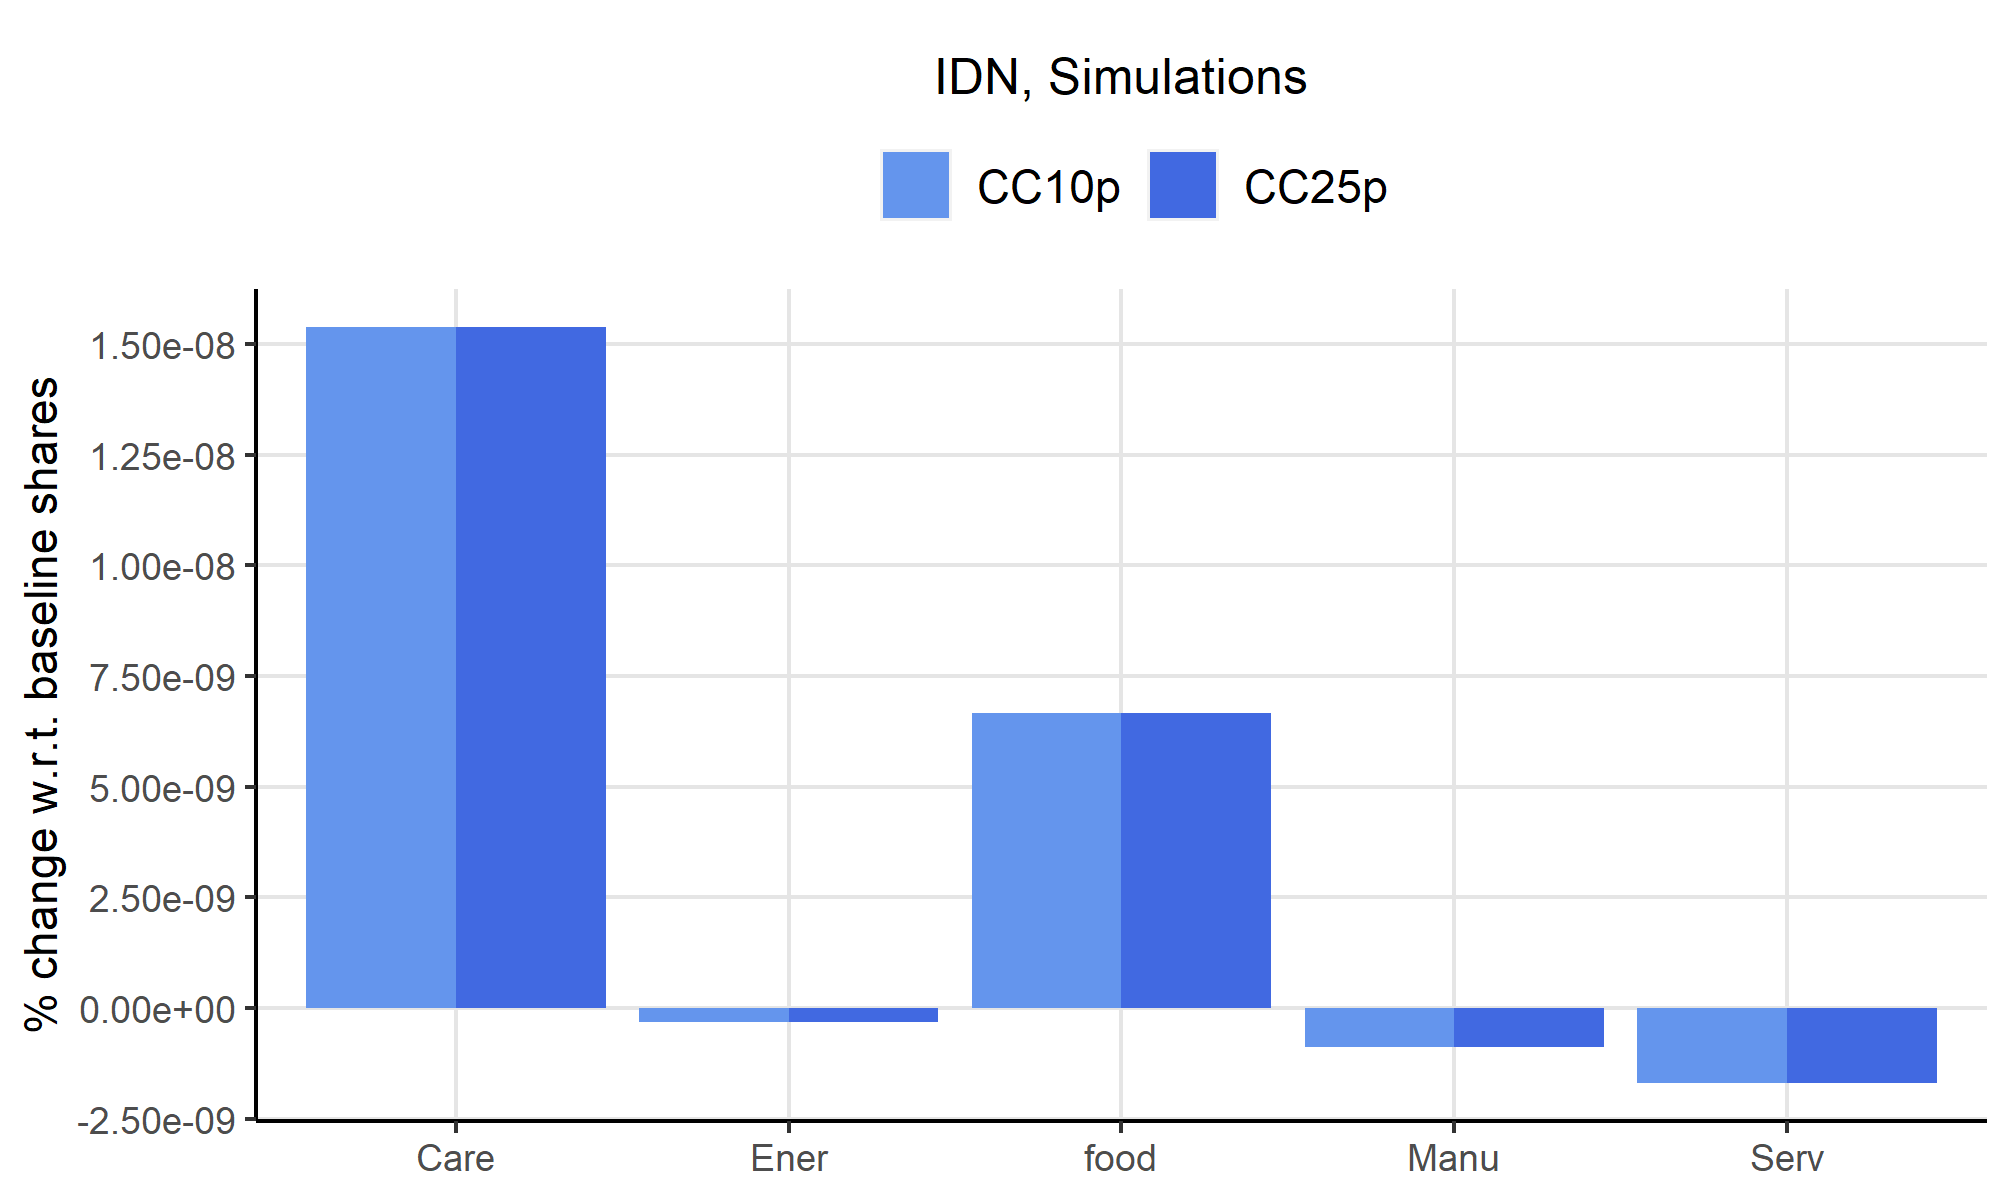 IDN, Simulations
CC10p CC25p
% change w.r.t. baseline shares
1.50e-08
1.25e-08
1.00e-08
7.50e-09
5.00e-09
2.50e-09
0.00e+00
-2.50e-09
Care Ener food Manu Serv